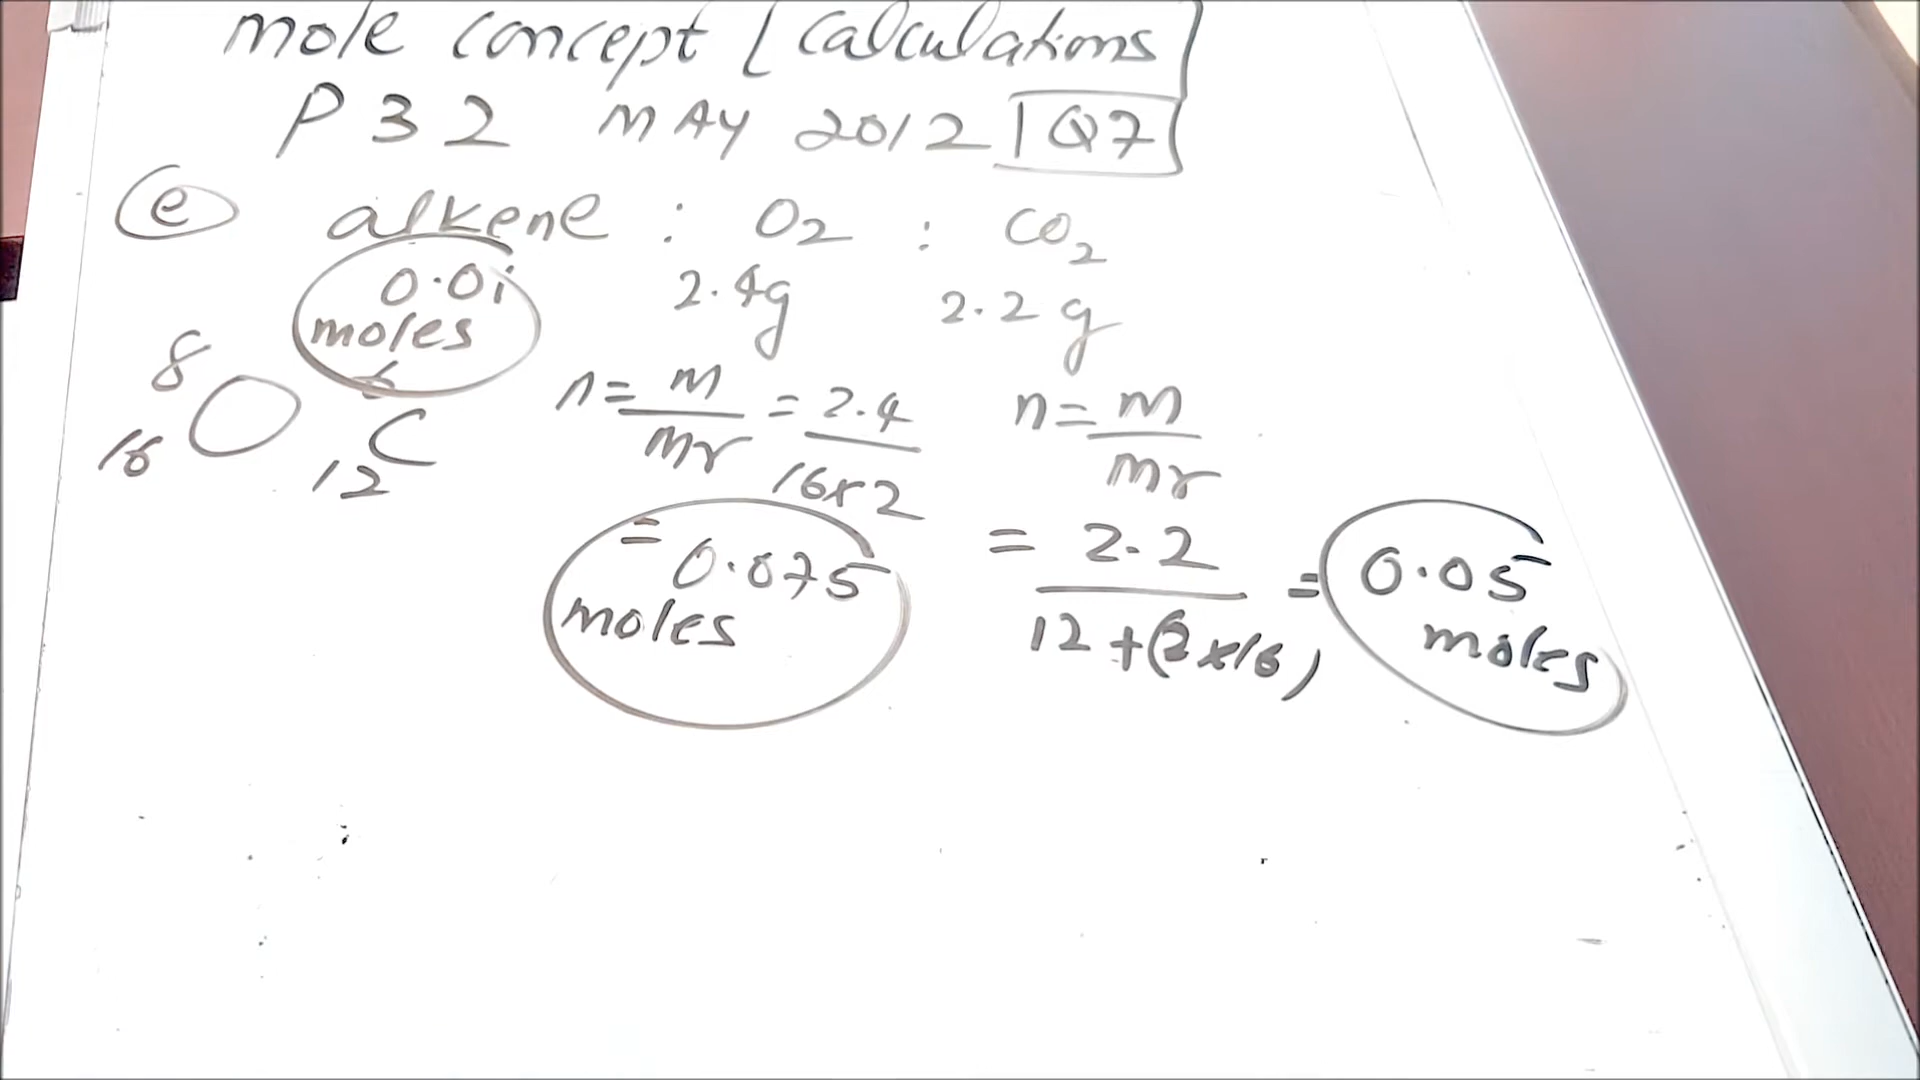 mole concept [Calculations
P32 MAY 2012 | Q7
e alkene : O2 : CO2
0.01 moles 2.4g 2.2g
8 O 16 6 C 12
n = m/mr = 2.4/16x2
= 0.075 moles
n = m/mr
= 2.2/12+(2x16) = 0.05 moles